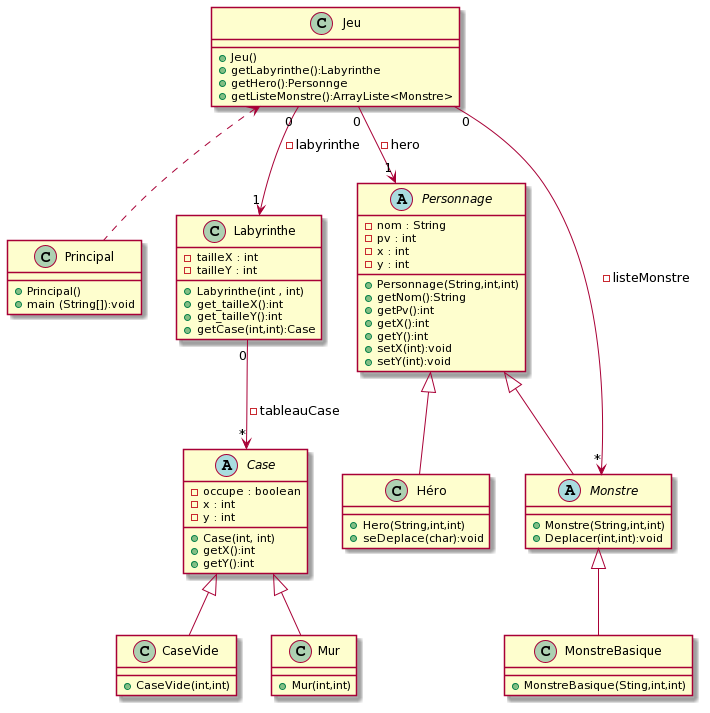 C Jeu
Jeu()
getLabyrinthe():Labyrinthe
getHero():Personnge
getListeMonstre():ArrayListe<Monstre>
0
0
0
labyrinthe
hero
1
1
A Personnage
nom : String
pv : int
x : int
y : int
Personnage(String,int,int)
getNom():String
getPv():int
getX():int
getY():int
setX(int):void
setY(int):void
C Labyrinthe
tailleX : int
tailleY : int
Labyrinthe(int , int)
get_tailleX():int
get_tailleY():int
getCase(int,int):Case
C Principal
Principal()
main (String[]):void
listeMonstre
0
tableauCase
*
*
A Case
occupe : boolean
x : int
y : int
Case(int, int)
getX():int
getY():int
C Héro
Hero(String,int,int)
seDeplace(char):void
A Monstre
Monstre(String,int,int)
Deplacer(int,int):void
C CaseVide
CaseVide(int,int)
C Mur
Mur(int,int)
C MonstreBasique
MonstreBasique(Sting,int,int)